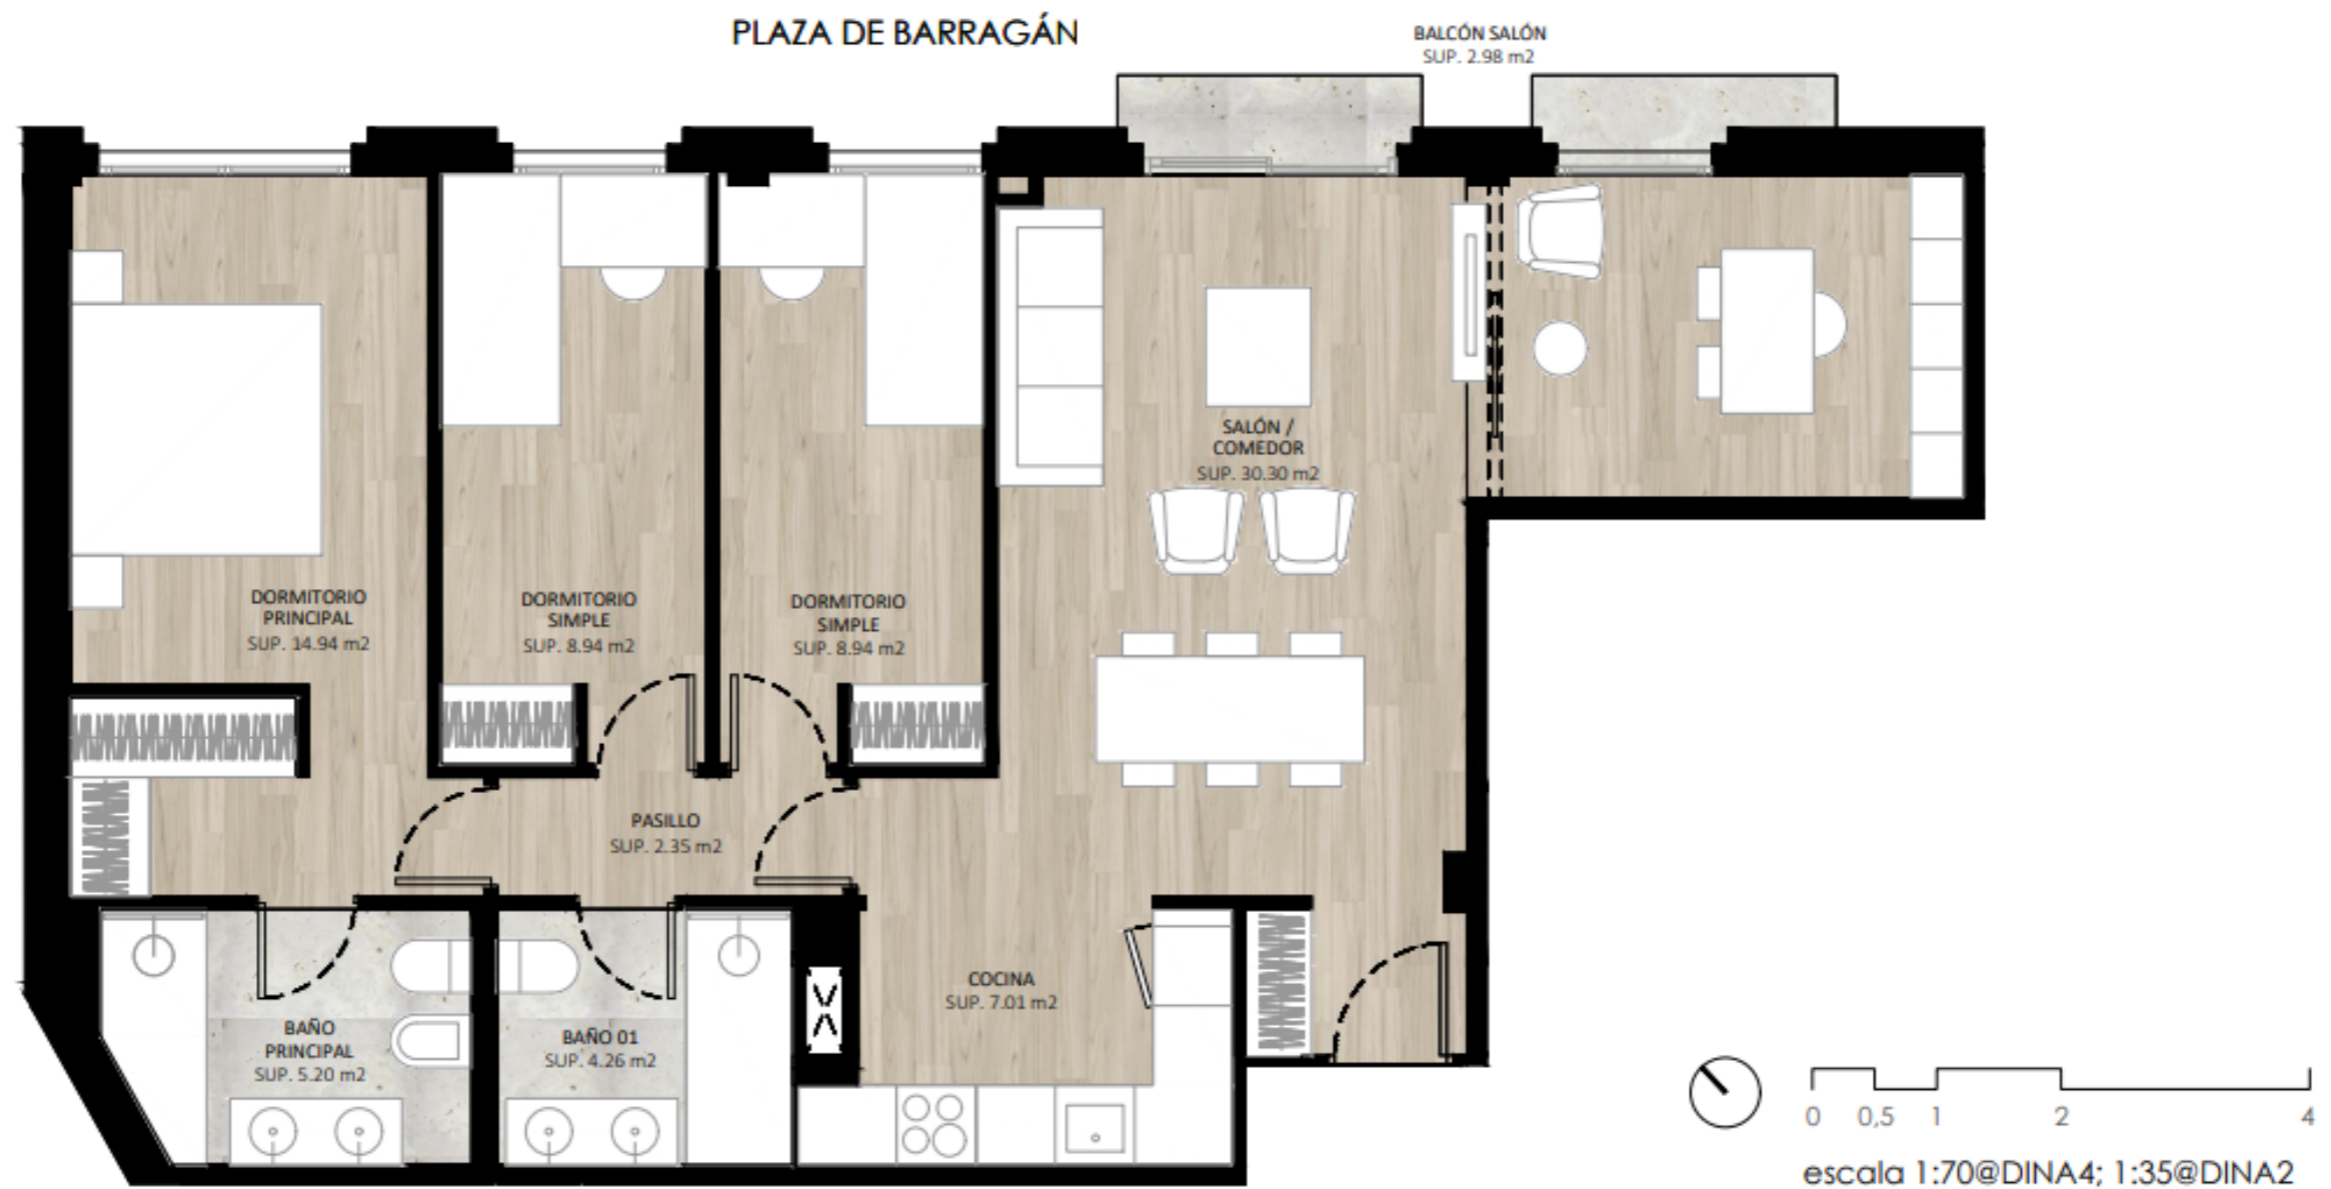 PLAZA DE BARRAGÁN
BALCÓN SALÓN
SUP. 2.98 m2
SALÓN /
COMEDOR
SUP. 30.30 m2
DORMITORIO
PRINCIPAL
SUP. 14.94 m2
DORMITORIO
SIMPLE
SUP. 8.94 m2
DORMITORIO
SIMPLE
SUP. 8.94 m2
PASILLO
SUP. 2.35 m2
COCINA
SUP. 7.01 m2
BAÑO
PRINCIPAL
SUP. 5.20 m2
BAÑO 01
SUP. 4.26 m2
0 0,5 1 2 4
escala 1:70@DINA4; 1:35@DINA2